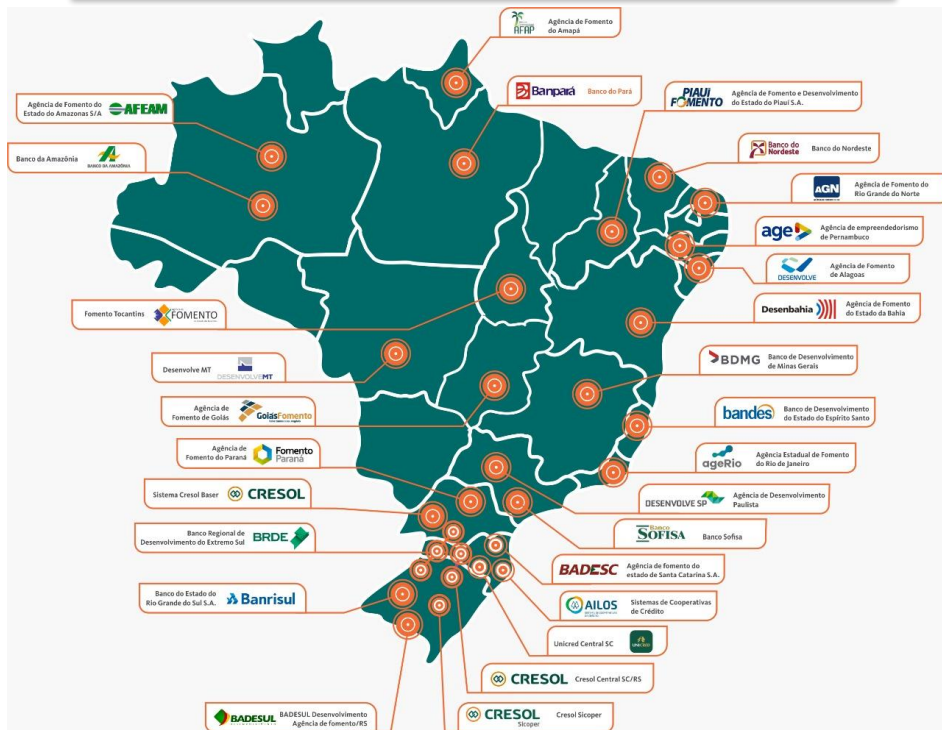 AFAP
Agência de Fomento
do Amapá
Banpará
Banco do Pará
PIAUÍ
FOMENTO
Agência de Fomento e Desenvolvimento
do Estado do Piauí S.A.
Agência de Fomento do
Estado do Amazonas S/A
AFEAM
Banco da Amazônia
BANCO DA AMAZÔNIA
Banco do
Nordeste
Banco do Nordeste
AGN
Agência de Fomento do
Rio Grande do Norte
age
Agência de empreendedorismo
de Pernambuco
DESENVOLVE
Agência de Fomento
de Alagoas
Fomento Tocantins
FOMENTO
Desenbahia
Agência de Fomento
do Estado da Bahia
Desenvolve MT
DESENVOLVEMT
BDMG
Banco de Desenvolvimento
de Minas Gerais
Agência de
Fomento de Goiás
GoiásFomento
bandes
Banco de Desenvolvimento
do Estado do Espírito Santo
Agência de
Fomento do Paraná
Fomento
Paraná
ageRio
Agência Estadual de Fomento
do Rio de Janeiro
Sistema Cresol Baser
CRESOL
DESENVOLVE SP
Agência de Desenvolvimento
Paulista
Banco Regional de
Desenvolvimento do Extremo Sul
BRDE
Banco
SOFISA
Banco Sofisa
BADESC
Agência de fomento do
estado de Santa Catarina S.A.
Banco do Estado do
Rio Grande do Sul S.A.
Banrisul
AILOS
Sistemas de Cooperativas
de Crédito
Unicred Central SC
CRESOL
Cresol Central SC/RS
BADESUL
BADESUL Desenvolvimento
Agência de fomento/RS
CRESOL
Sicoper
Cresol Sicoper